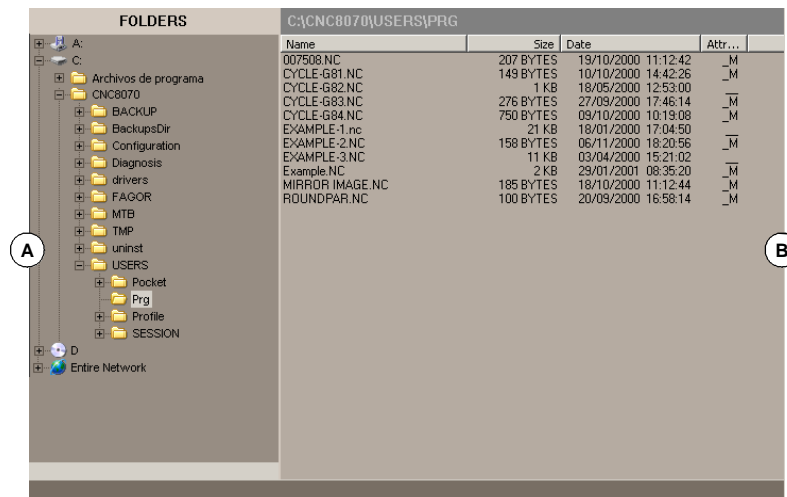 FOLDERS
C:\CNC8070\USERS\PRG
A:
C:
Archivos de programa
CNC8070
BACKUP
BackupsDir
Configuration
Diagnosis
drivers
FAGOR
MTB
TMP
uninst
USERS
Pocket
Prg
Profile
SESSION
D
Entire Network
A
Name Size Date Attr...
007508.NC 207 BYTES 19/10/2000 11:12:42 _M
CYCLE-G81.NC 149 BYTES 10/10/2000 14:42:26 _M
CYCLE-G82.NC 1 KB 18/05/2000 12:53:00 __
CYCLE-G83.NC 276 BYTES 27/09/2000 17:46:14 _M
CYCLE-G84.NC 750 BYTES 09/10/2000 10:19:08 _M
EXAMPLE-1.nc 21 KB 18/01/2000 17:04:50 __
EXAMPLE-2.NC 158 BYTES 06/11/2000 18:20:56 _M
EXAMPLE-3.NC 11 KB 03/04/2000 15:21:02 __
Example.NC 2 KB 29/01/2001 08:35:20 _M
MIRROR IMAGE.NC 185 BYTES 18/10/2000 11:12:44 _M
ROUNDPAR.NC 100 BYTES 20/09/2000 16:58:14 _M
B